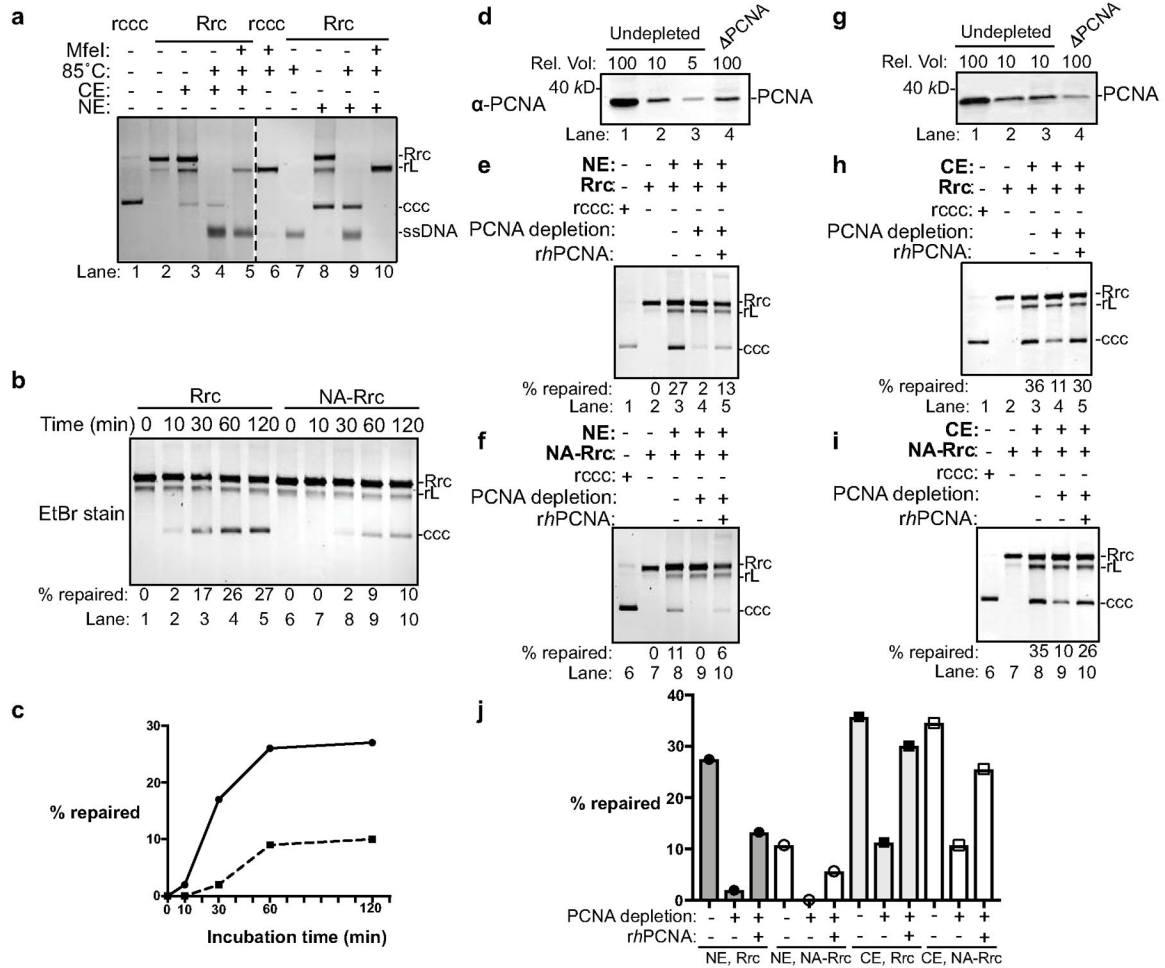 a
rccc Rrc rccc Rrc
MfeI: - - - - + + - - - +
85˚C: - - - + + + + - + +
CE: - - + + + - - - - -
NE: - - - - - - - + + +
-Rrc
-rL
-ccc
-ssDNA
Lane: 1 2 3 4 5 6 7 8 9 10
b
Rrc NA-Rrc
Time (min) 0 10 30 60 120 0 10 30 60 120
EtBr stain
-Rrc
-rL
-ccc
% repaired: 0 2 17 26 27 0 0 2 9 10
Lane: 1 2 3 4 5 6 7 8 9 10
c
30
20
10
0
% repaired
0 10 30 60 120
Incubation time (min)
d
Undepleted ΔPCNA
Rel. Vol: 100 10 5 100
40 kD-
α-PCNA
-PCNA
Lane: 1 2 3 4
e
NE: - - + + +
Rrc: - + + + +
rccc: + - - - -
PCNA depletion: - + +
rhPCNA: - - +
-Rrc
-rL
-ccc
% repaired: 0 27 2 13
Lane: 1 2 3 4 5
f
NE: - - + + +
NA-Rrc: - + + + +
rccc: + - - - -
PCNA depletion: - + +
rhPCNA: - - +
-Rrc
-rL
-ccc
% repaired: 0 11 0 6
Lane: 6 7 8 9 10
g
Undepleted ΔPCNA
Rel. Vol: 100 10 10 100
40 kD-
-PCNA
Lane: 1 2 3 4
h
CE: - - + + +
Rrc: - + + + +
rccc: + - - - -
PCNA depletion: - + +
rhPCNA: - - +
-Rrc
-rL
-ccc
% repaired: 36 11 30
Lane: 1 2 3 4 5
i
CE: - - + + +
NA-Rrc: - + + + +
rccc: + - - - -
PCNA depletion: - + +
rhPCNA: - - +
-Rrc
-rL
-ccc
% repaired: 35 10 26
Lane: 6 7 8 9 10
j
40
30
20
10
0
% repaired
PCNA depletion: - + + - + + - + + - + +
rhPCNA: - - + - - + - - + - - +
NE, Rrc NE, NA-Rrc CE, Rrc CE, NA-Rrc